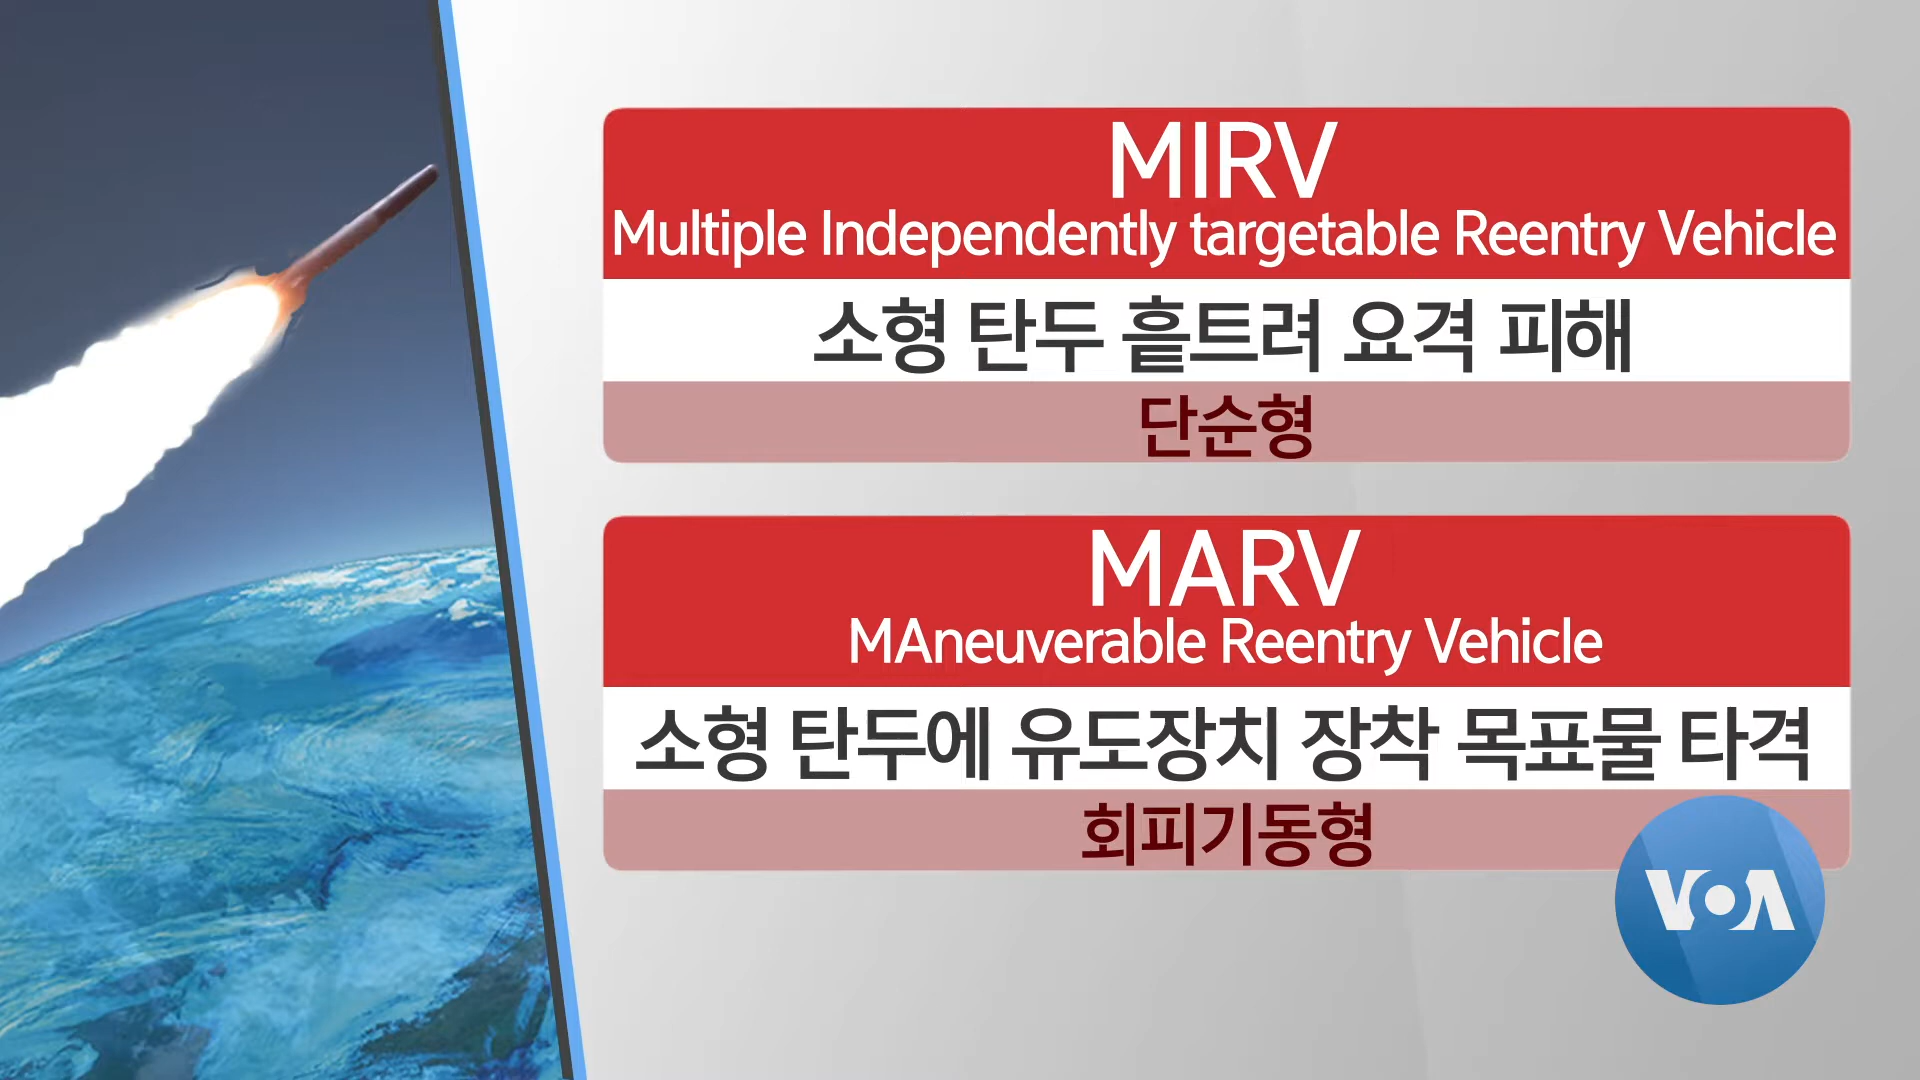 MIRV
Multiple Independently targetable Reentry Vehicle
소형 탄두 흩트려 요격 피해
단순형
MARV
MAneuverable Reentry Vehicle
소형 탄두에 유도장치 장착 목표물 타격
회피기동형
VOA